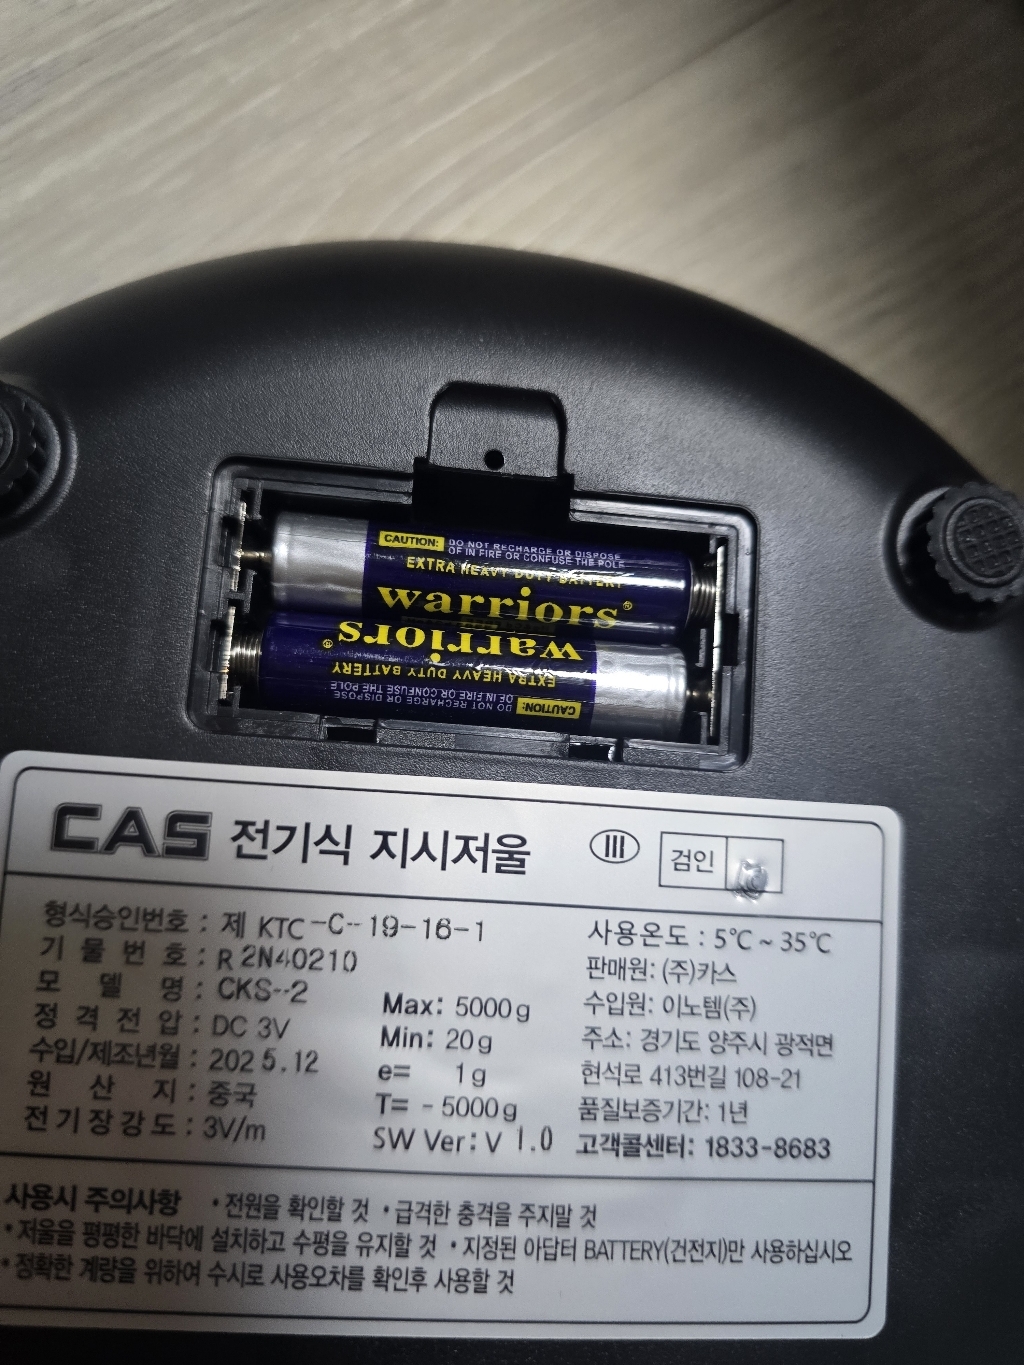 CAUTION: DO NOT RECHARGE OR DISPOSE
OF IN FIRE OR CONFUSE THE POLE
EXTRA HEAVY DUTY BATTERY
warriors®
warriors®
EXTRA HEAVY DUTY BATTERY
CAUTION: DO NOT RECHARGE OR DISPOSE
OF IN FIRE OR CONFUSE THE POLE
CAS 전기식 지시저울 III 검인
형식승인번호 : 제 KTC-C-19-16-1
기물번호 : R2N40210
모델명 : CKS-2
정격전압 : DC 3V
수입/제조년월 : 2025.12
원산지 : 중국
전기장강도 : 3V/m
Max: 5000g
Min: 20g
e= 1g
T= -5000g
SW Ver: V 1.0
사용온도 : 5℃ ~ 35℃
판매원: (주)카스
수입원: 이노템(주)
주소: 경기도 양주시 광적면
현석로 413번길 108-21
품질보증기간: 1년
고객콜센터: 1833-8683
사용시 주의사항 • 전원을 확인할 것 • 급격한 충격을 주지말 것
• 저울을 평평한 바닥에 설치하고 수평을 유지할 것 • 지정된 아답터 BATTERY(건전지)만 사용하십시오
• 정확한 계량을 위하여 수시로 사용오차를 확인후 사용할 것